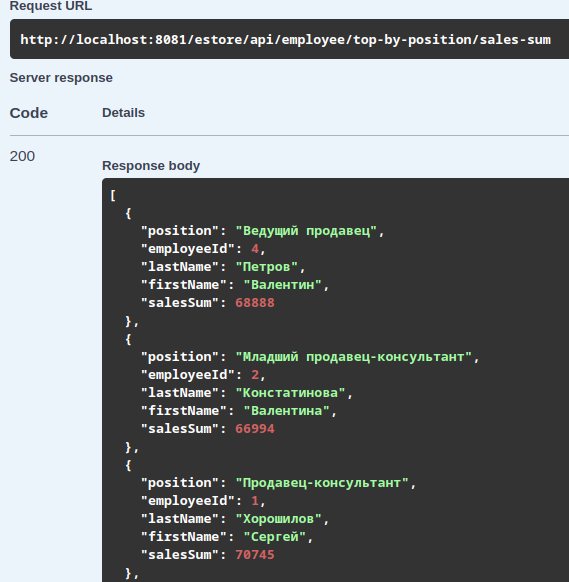 Request URL
http://localhost:8081/estore/api/employee/top-by-position/sales-sum
Server response
Code Details
200
Response body
[
{
"position": "Ведущий продавец",
"employeeId": 4,
"lastName": "Петров",
"firstName": "Валентин",
"salesSum": 68888
},
{
"position": "Младший продавец-консультант",
"employeeId": 2,
"lastName": "Констатинова",
"firstName": "Валентина",
"salesSum": 66994
},
{
"position": "Продавец-консультант",
"employeeId": 1,
"lastName": "Хорошилов",
"firstName": "Сергей",
"salesSum": 70745
},